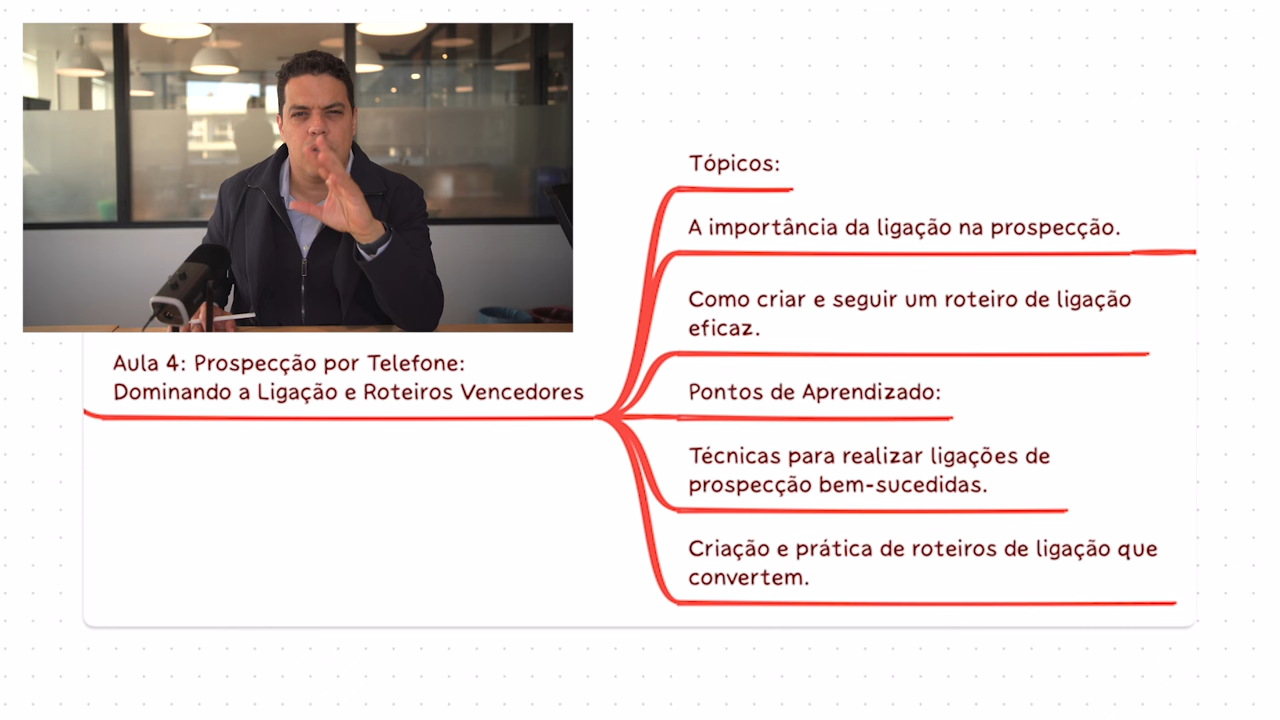 Aula 4: Prospecção por Telefone:
Dominando a Ligação e Roteiros Vencedores
Tópicos:
A importância da ligação na prospecção.
Como criar e seguir um roteiro de ligação
eficaz.
Pontos de Aprendizado:
Técnicas para realizar ligações de
prospecção bem-sucedidas.
Criação e prática de roteiros de ligação que
convertem.